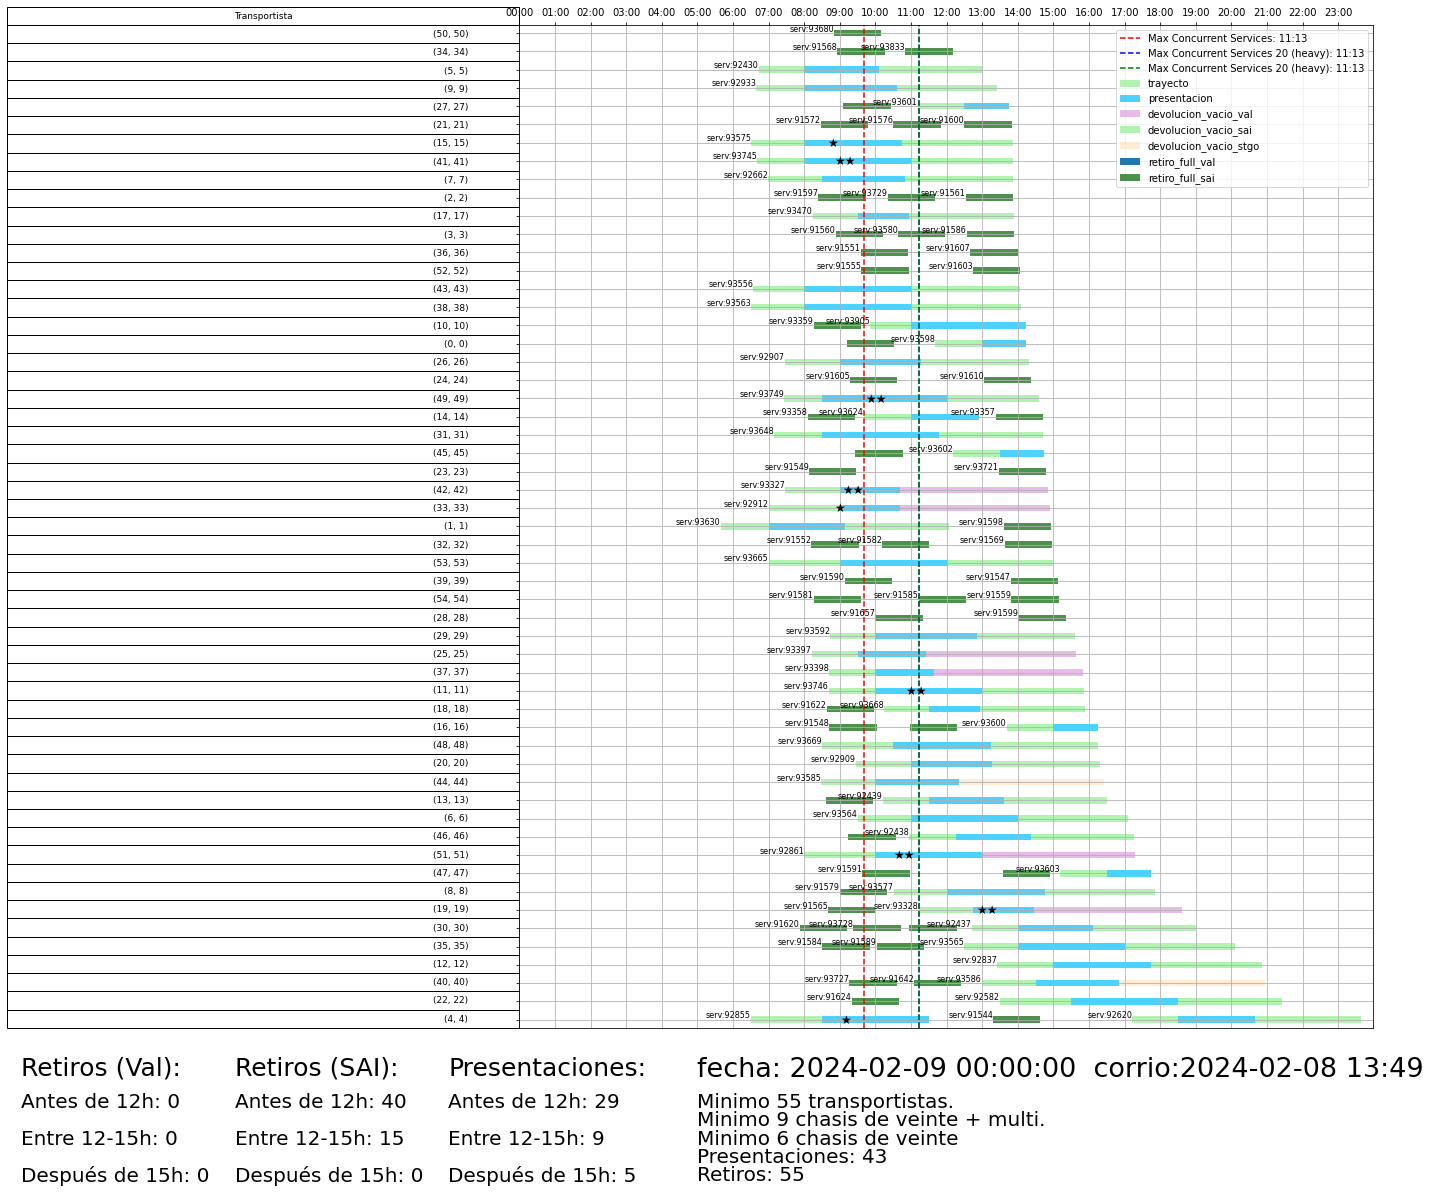 Transportista 00:00 01:00 02:00 03:00 04:00 05:00 06:00 07:00 08:00 09:00 10:00 11:00 12:00 13:00 14:00 15:00 16:00 17:00 18:00 19:00 20:00 21:00 22:00 23:00
Max Concurrent Services: 11:13
Max Concurrent Services 20 (heavy): 11:13
Max Concurrent Services 20 (heavy): 11:13
trayecto
presentacion
devolucion_vacio_val
devolucion_vacio_sai
devolucion_vacio_stgo
retiro_full_val
retiro_full_sai
(50, 50) serv:93680
(34, 34) serv:91568 serv:93833
(5, 5) serv:92430
(9, 9) serv:92933
(27, 27) serv:93601
(21, 21) serv:91572 serv:91576 serv:91600
(15, 15) serv:93575
(41, 41) serv:93745
(7, 7) serv:92662
(2, 2) serv:91597 serv:93729 serv:91561
(17, 17) serv:93470
(3, 3) serv:91560 serv:93580 serv:91586
(36, 36) serv:91551 serv:91607
(52, 52) serv:91555 serv:91603
(43, 43) serv:93556
(38, 38) serv:93563
(10, 10) serv:93359 serv:93905
(0, 0) serv:93598
(26, 26) serv:92907
(24, 24) serv:91605 serv:91610
(49, 49) serv:93749
(14, 14) serv:93358 serv:93624 serv:93357
(31, 31) serv:93648
(45, 45) serv:93602
(23, 23) serv:91549 serv:93721
(42, 42) serv:93327
(33, 33) serv:92912
(1, 1) serv:93630 serv:91598
(32, 32) serv:91552 serv:91582 serv:91569
(53, 53) serv:93665
(39, 39) serv:91590 serv:91547
(54, 54) serv:91581 serv:91585 serv:91559
(28, 28) serv:91657 serv:91599
(29, 29) serv:93592
(25, 25) serv:93397
(37, 37) serv:93398
(11, 11) serv:93746
(18, 18) serv:91622 serv:93668
(16, 16) serv:91548 serv:93600
(48, 48) serv:93669
(20, 20) serv:92909
(44, 44) serv:93585
(13, 13) serv:92439
(6, 6) serv:93564
(46, 46) serv:92438
(51, 51) serv:92861
(47, 47) serv:91591 serv:93603
(8, 8) serv:91579 serv:93577
(19, 19) serv:91565 serv:93328
(30, 30) serv:91620 serv:93728 serv:92437
(35, 35) serv:91584 serv:91589 serv:93565
(12, 12) serv:92837
(40, 40) serv:93727 serv:91642 serv:93586
(22, 22) serv:91624 serv:92582
(4, 4) serv:92855 serv:91544 serv:92620
Retiros (Val):
Antes de 12h: 0
Entre 12-15h: 0
Después de 15h: 0
Retiros (SAI):
Antes de 12h: 40
Entre 12-15h: 15
Después de 15h: 0
Presentaciones:
Antes de 12h: 29
Entre 12-15h: 9
Después de 15h: 5
fecha: 2024-02-09 00:00:00 corrio:2024-02-08 13:49
Minimo 55 transportistas.
Minimo 9 chasis de veinte + multi.
Minimo 6 chasis de veinte
Presentaciones: 43
Retiros: 55